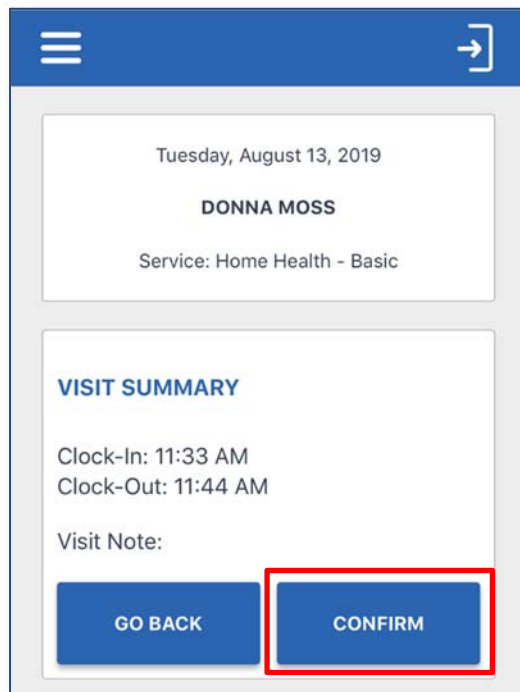 Tuesday, August 13, 2019
DONNA MOSS
Service: Home Health - Basic
VISIT SUMMARY
Clock-In: 11:33 AM
Clock-Out: 11:44 AM
Visit Note:
GO BACK
CONFIRM